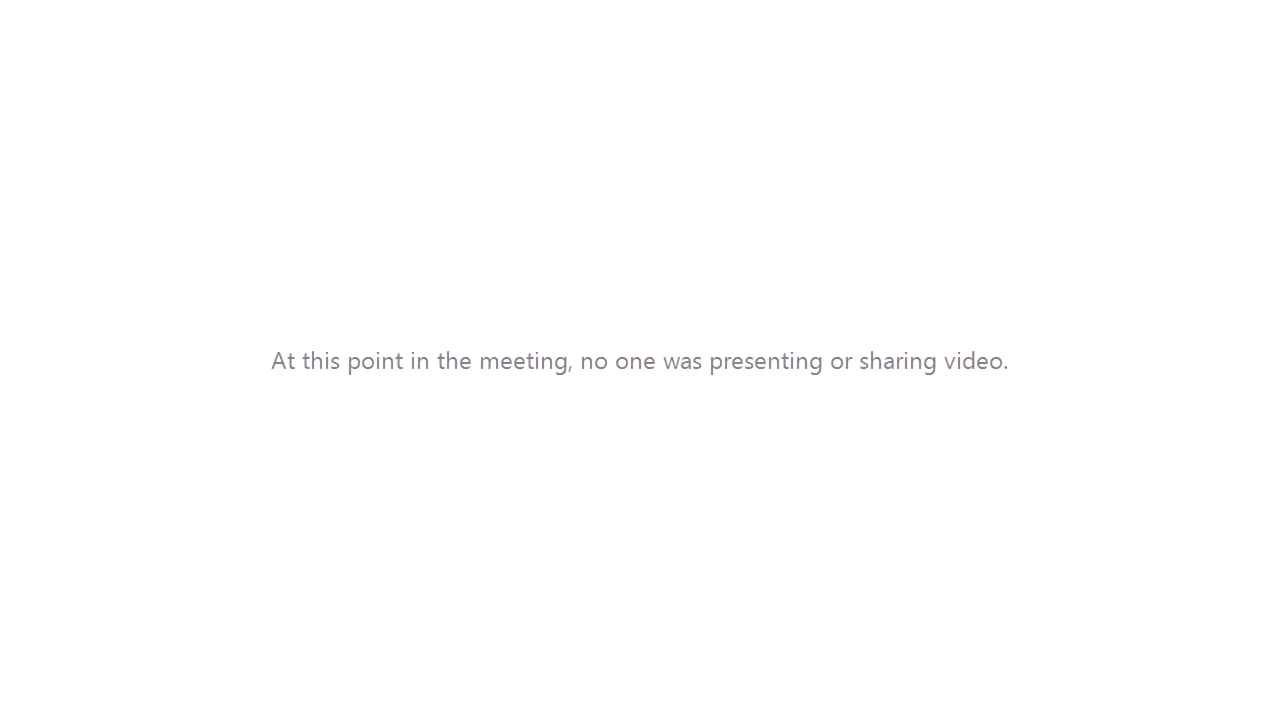 At this point in the meeting, no one was presenting or sharing video.